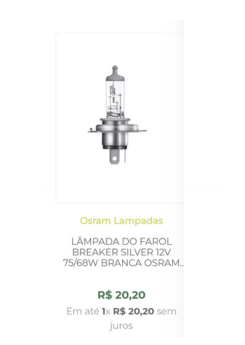 Osram Lampadas
LÂMPADA DO FAROL
BREAKER SILVER 12V
75/68W BRANCA OSRAM..
R$ 20,20
Em até 1x R$ 20,20 sem
juros